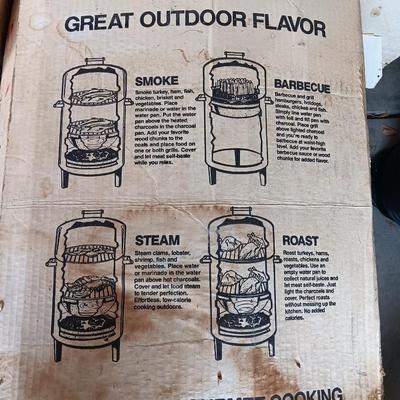 GREAT OUTDOOR FLAVOR
SMOKE
Smoke turkey, ham, fish,
chicken, brisket and
vegetables. Place
marinade or water in the
water pan. Put the water
pan above the heated
charcoals in the charcoal
pan. Add your favorite
wood chunks to the
coals and place food on
one or both grills. Cover
and let meat self-baste
while you relax.
BARBECUE
Barbecue and grill
hamburgers, hotdogs,
steaks, chicken and fish.
Simply line water pan
with foil and fill pan with
charcoal. Place grill
above lighted charcoal
and you're ready to
barbecue at waist-high
level. Add your favorite
barbecue sauce or wood
chunks for added flavor.
STEAM
Steam clams, lobster,
shrimp, fish and
vegetables. Place water
or marinade in the water
pan above hot charcoals.
Cover and let food steam
to tender perfection.
Effortless, low-calorie
cooking outdoors.
ROAST
Roast turkeys, hams,
roasts, chickens and
vegetables. Use an
empty water pan to
collect natural juices and
let meat self-baste. Just
light the charcoals and
cover. Perfect roasts
without messing up the
kitchen. No added
calories.
COOKING